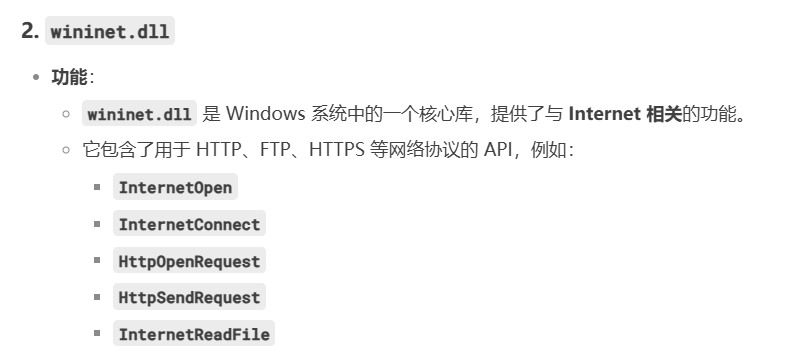 2. wininet.dll
功能：
wininet.dll 是 Windows 系统中的一个核心库，提供了与 Internet 相关的功能。
它包含了用于 HTTP、FTP、HTTPS 等网络协议的 API，例如：
InternetOpen
InternetConnect
HttpOpenRequest
HttpSendRequest
InternetReadFile